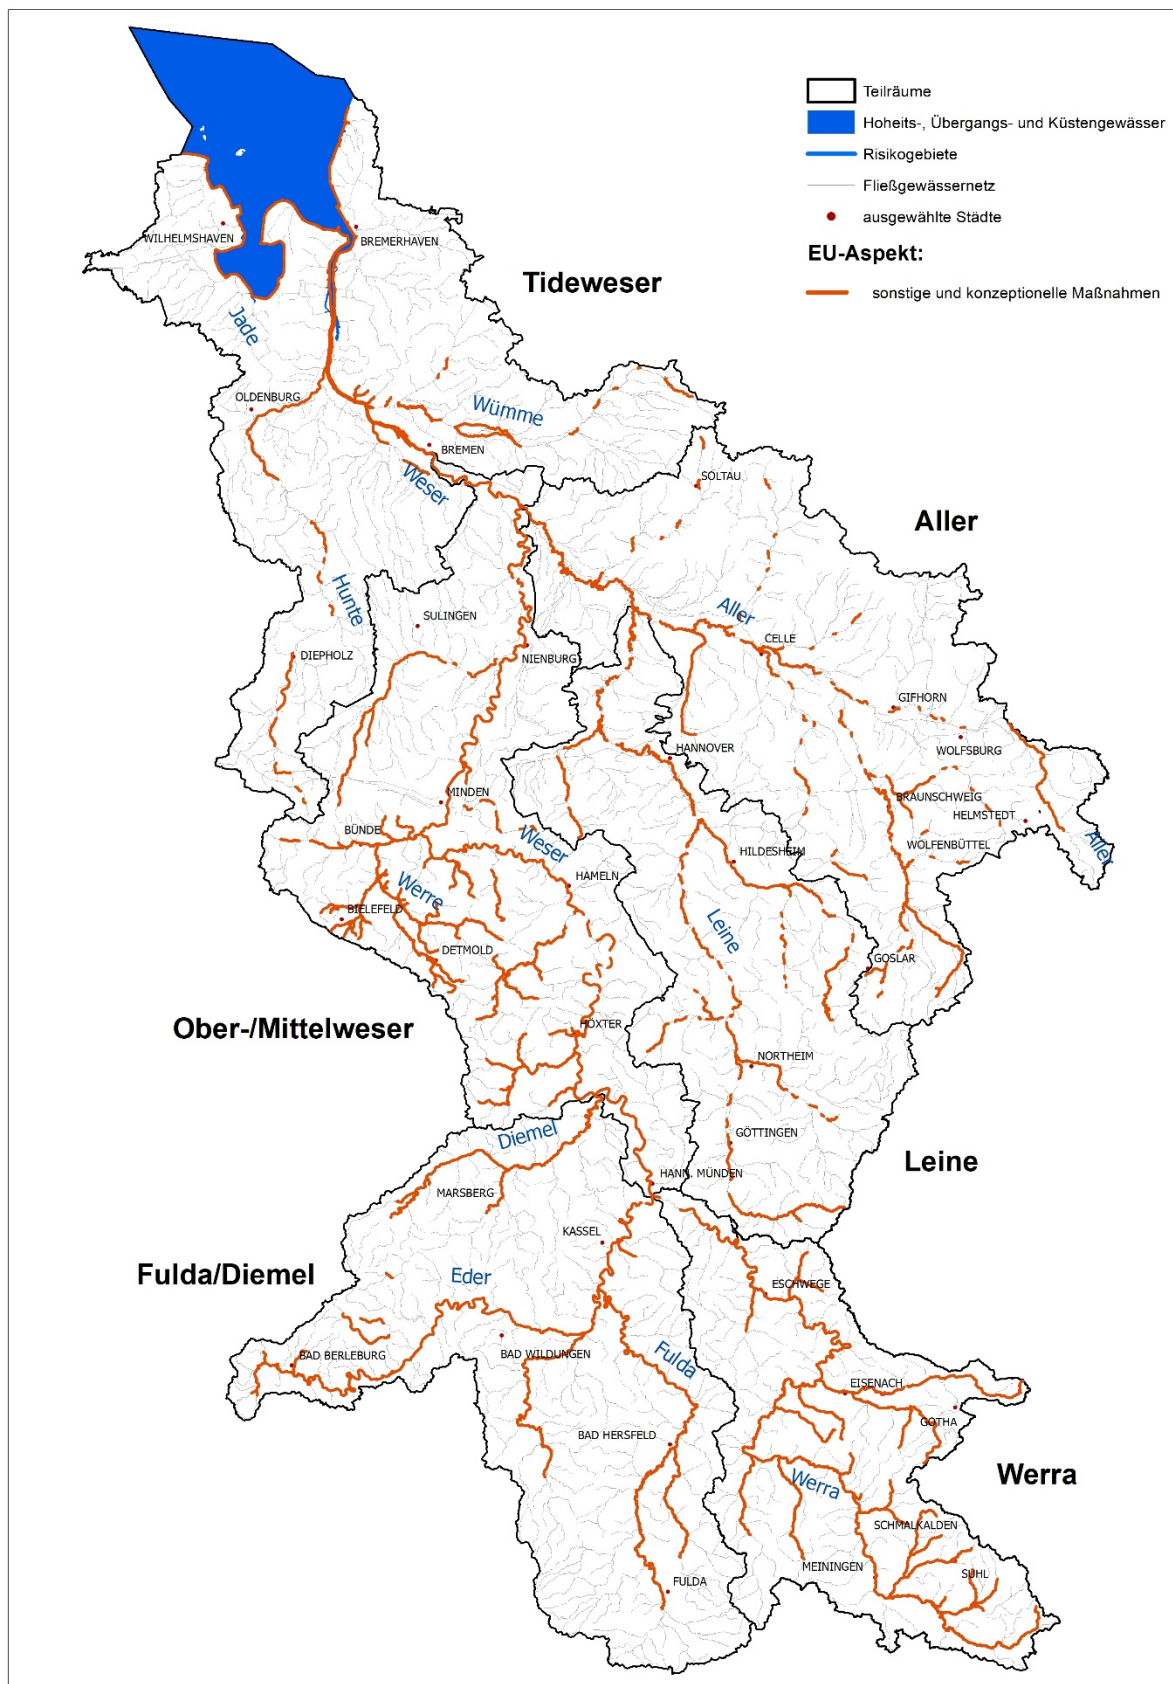 Teilräume
Hoheits-, Übergangs- und Küstengewässer
Risikogebiete
Fließgewässernetz
ausgewählte Städte
EU-Aspekt:
sonstige und konzeptionelle Maßnahmen
WILHELMSHAVEN
BREMERHAVEN
Tideweser
Jade
OLDENBURG
Wümme
BREMEN
Weser
SOLTAU
Aller
Hunte
SULINGEN
Aller
CELLE
DIEPHOLZ
NIENBURG
GIFHORN
HANNOVER
WOLFSBURG
MINDEN
BRAUNSCHWEIG
HELMSTEDT
BÜNDE
Weser
WOLFENBÜTTEL
Aller
HILDESHEIM
Werre
HAMELN
BIELEFELD
Leine
DETMOLD
GOSLAR
Ober-/Mittelweser
HÖXTER
NORTHEIM
Diemel
GÖTTINGEN
Leine
HANN. MÜNDEN
MARSBERG
KASSEL
Fulda/Diemel
Eder
ESCHWEGE
BAD BERLEBURG
BAD WILDUNGEN
Fulda
EISENACH
GOTHA
BAD HERSFELD
Werra
Werra
SCHMALKALDEN
MEININGEN
SUHL
FULDA